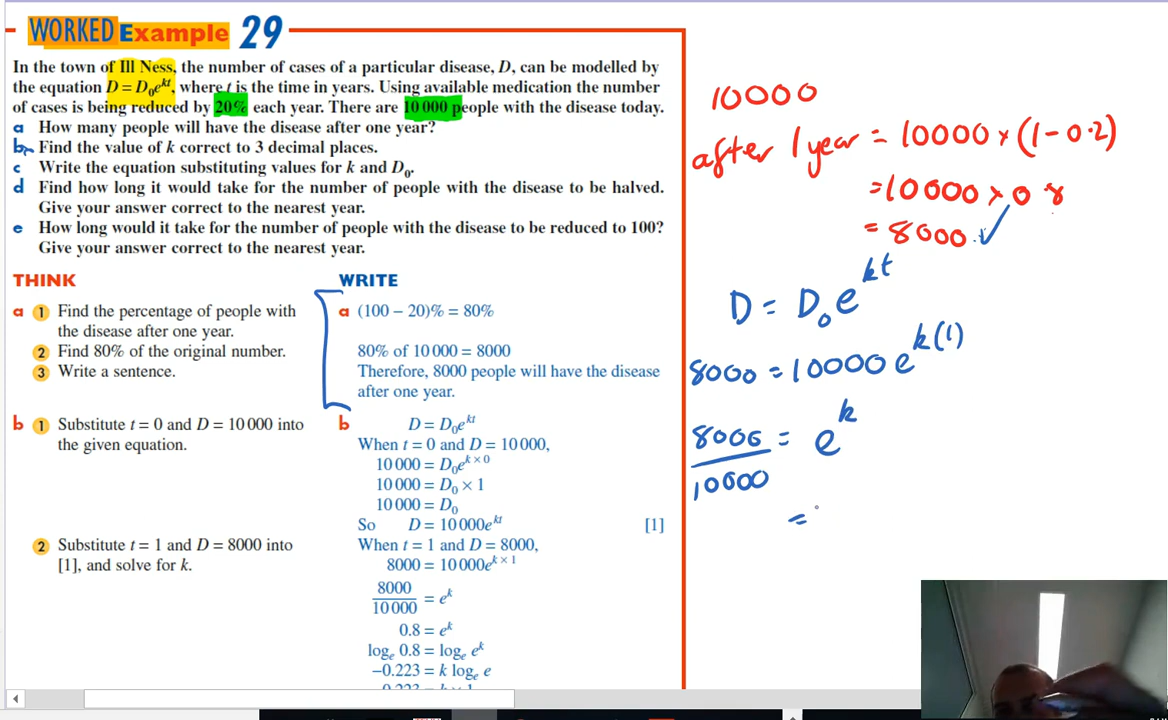 WORKED Example 29
In the town of Ill Ness, the number of cases of a particular disease, D, can be modelled by
the equation D = D₀eᵏᵗ, where t is the time in years. Using available medication the number
of cases is being reduced by 20% each year. There are 10 000 people with the disease today.
a How many people will have the disease after one year?
b Find the value of k correct to 3 decimal places.
c Write the equation substituting values for k and D₀.
d Find how long it would take for the number of people with the disease to be halved.
Give your answer correct to the nearest year.
e How long would it take for the number of people with the disease to be reduced to 100?
Give your answer correct to the nearest year.
THINK
a 1 Find the percentage of people with
the disease after one year.
2 Find 80% of the original number.
3 Write a sentence.
b 1 Substitute t = 0 and D = 10 000 into
the given equation.
2 Substitute t = 1 and D = 8000 into
[1], and solve for k.
WRITE
a (100 – 20)% = 80%
80% of 10 000 = 8000
Therefore, 8000 people will have the disease
after one year.
b D = D₀eᵏᵗ
When t = 0 and D = 10 000,
10 000 = D₀eᵏ ˣ ⁰
10 000 = D₀ × 1
10 000 = D₀
So D = 10 000eᵏᵗ [1]
When t = 1 and D = 8000,
8000 = 10 000eᵏ ˣ ¹
8000
10 000 = eᵏ
0.8 = eᵏ
logₑ 0.8 = logₑ eᵏ
–0.223 = k logₑ e
10000
after 1 year = 10000 × (1 - 0.2)
= 10000 × 0 8
= 8000.
D = D₀ eᵏᵗ
8000 = 10000 eᵏ⁽¹⁾
8000 = eᵏ
10000
=